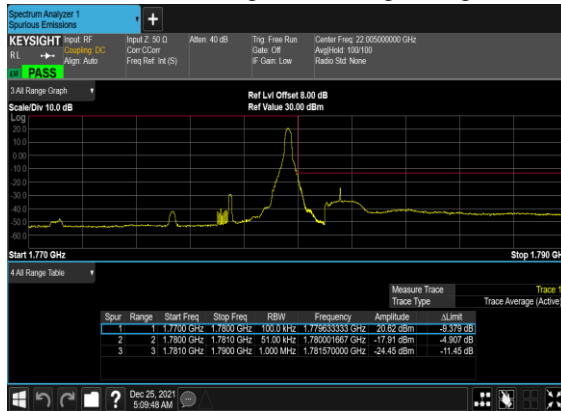 Spectrum Analyzer 1
Spurious Emissions
+
KEYSIGHT Input: RF Input Z: 50 Ω Atten: 40 dB Trig: Free Run Center Freq: 22.005000000 GHz
RL Coupling: DC Corr CCorr Gate: Off Avg|Hold: 100/100
Align: Auto Freq Ref: Int (S) IF Gain: Low Radio Std: None
PASS
3 All Range Graph Ref Lvl Offset 8.00 dB
Scale/Div 10.0 dB Ref Value 30.00 dBm
Log
20.0
10.0
0.00
-10.0
-20.0
-30.0
-40.0
-50.0
-60.0
Start 1.770 GHz Stop 1.790 GH
4 All Range Table
Measure Trace Trace 1
Trace Type Trace Average (Active)
Spur Range Start Freq Stop Freq RBW Frequency Amplitude ΔLimit
1 1 1.7700 GHz 1.7800 GHz 100.0 kHz 1.779633333 GHz 20.62 dBm -9.379 dB
2 2 1.7800 GHz 1.7810 GHz 51.00 kHz 1.780001667 GHz -17.91 dBm -4.907 dB
3 3 1.7810 GHz 1.7900 GHz 1.000 MHz 1.781570000 GHz -24.45 dBm -11.45 dB
? Dec 25, 2021
5:09:48 AM